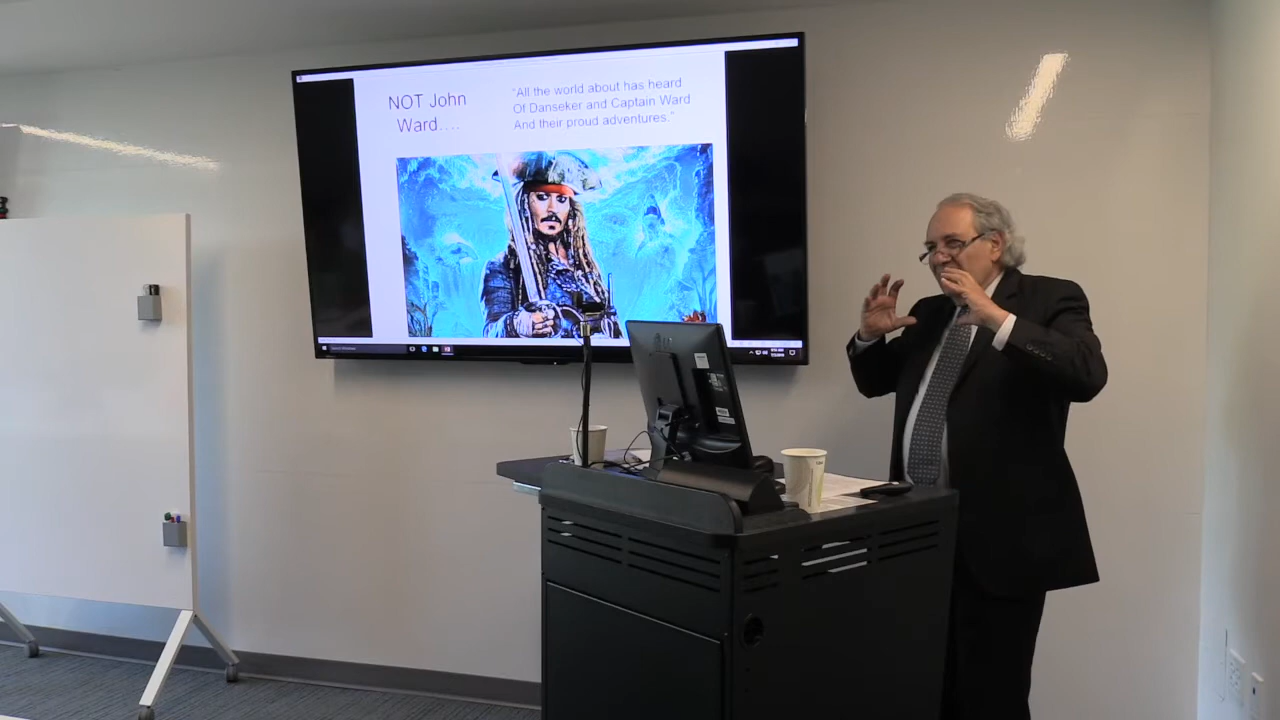 NOT John
Ward....
"All the world about has heard
Of Danseker and Captain Ward
And their proud adventures."